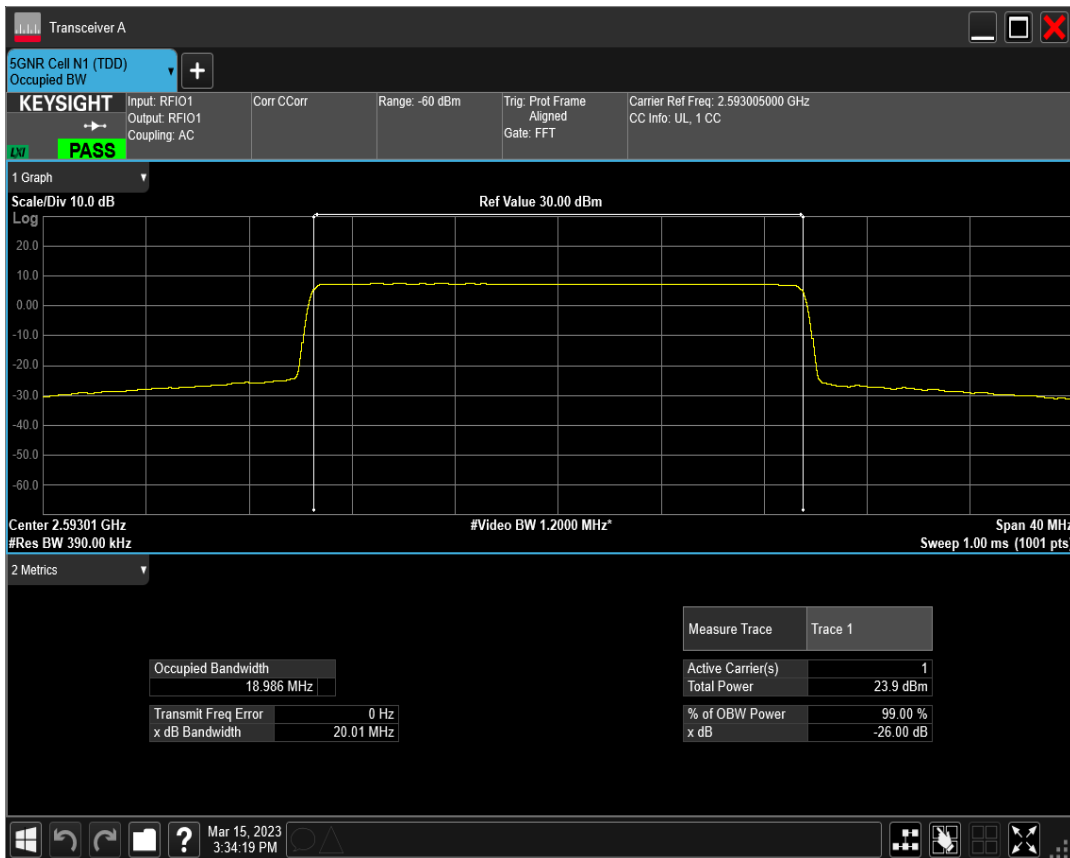 Transceiver A
5GNR Cell N1 (TDD)
Occupied BW
KEYSIGHT
LXI
PASS
Input: RFIO1
Output: RFIO1
Coupling: AC
Corr CCorr
Range: -60 dBm
Trig: Prot Frame
Aligned
Gate: FFT
Carrier Ref Freq: 2.593005000 GHz
CC Info: UL, 1 CC
1 Graph
Scale/Div 10.0 dB
Ref Value 30.00 dBm
Log
20.0
10.0
0.00
-10.0
-20.0
-30.0
-40.0
-50.0
-60.0
Center 2.59301 GHz
#Video BW 1.2000 MHz*
Span 40 MHz
#Res BW 390.00 kHz
Sweep 1.00 ms (1001 pts)
2 Metrics
Measure Trace Trace 1
Occupied Bandwidth
18.986 MHz
Active Carrier(s) 1
Total Power 23.9 dBm
Transmit Freq Error 0 Hz
x dB Bandwidth 20.01 MHz
% of OBW Power 99.00 %
x dB -26.00 dB
?
Mar 15, 2023
3:34:19 PM